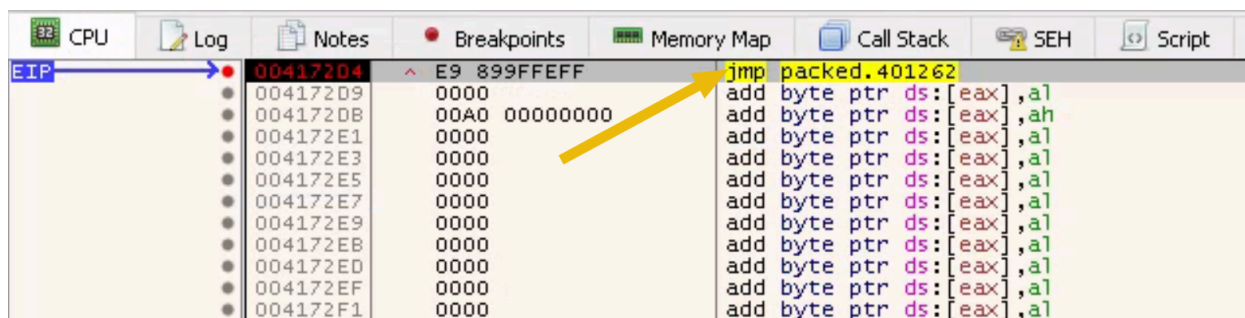 32 CPU Log Notes Breakpoints Memory Map Call Stack SEH Script
EIP 004172D4 ^ E9 899FFEFF jmp packed.401262
004172D9 0000 add byte ptr ds:[eax],al
004172DB 00A0 00000000 add byte ptr ds:[eax],ah
004172E1 0000 add byte ptr ds:[eax],al
004172E3 0000 add byte ptr ds:[eax],al
004172E5 0000 add byte ptr ds:[eax],al
004172E7 0000 add byte ptr ds:[eax],al
004172E9 0000 add byte ptr ds:[eax],al
004172EB 0000 add byte ptr ds:[eax],al
004172ED 0000 add byte ptr ds:[eax],al
004172EF 0000 add byte ptr ds:[eax],al
004172F1 0000 add byte ptr ds:[eax],al